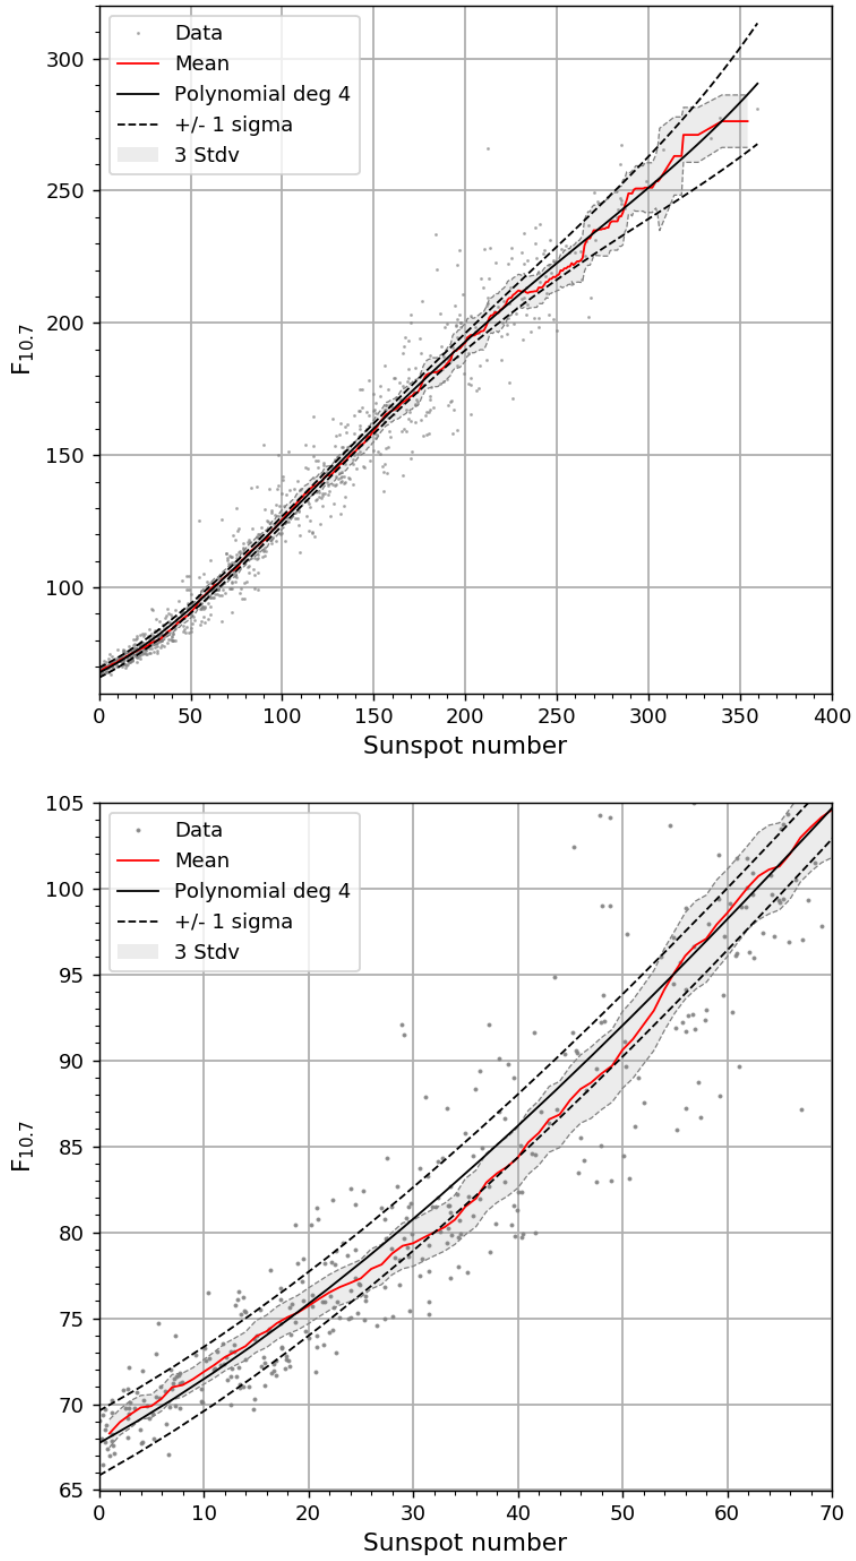 300
250
200
150
100
F10.7
Data
Mean
Polynomial deg 4
+/- 1 sigma
3 Stdv
0 50 100 150 200 250 300 350 400
Sunspot number
105
100
95
90
85
80
75
70
65
F10.7
Data
Mean
Polynomial deg 4
+/- 1 sigma
3 Stdv
0 10 20 30 40 50 60 70
Sunspot number